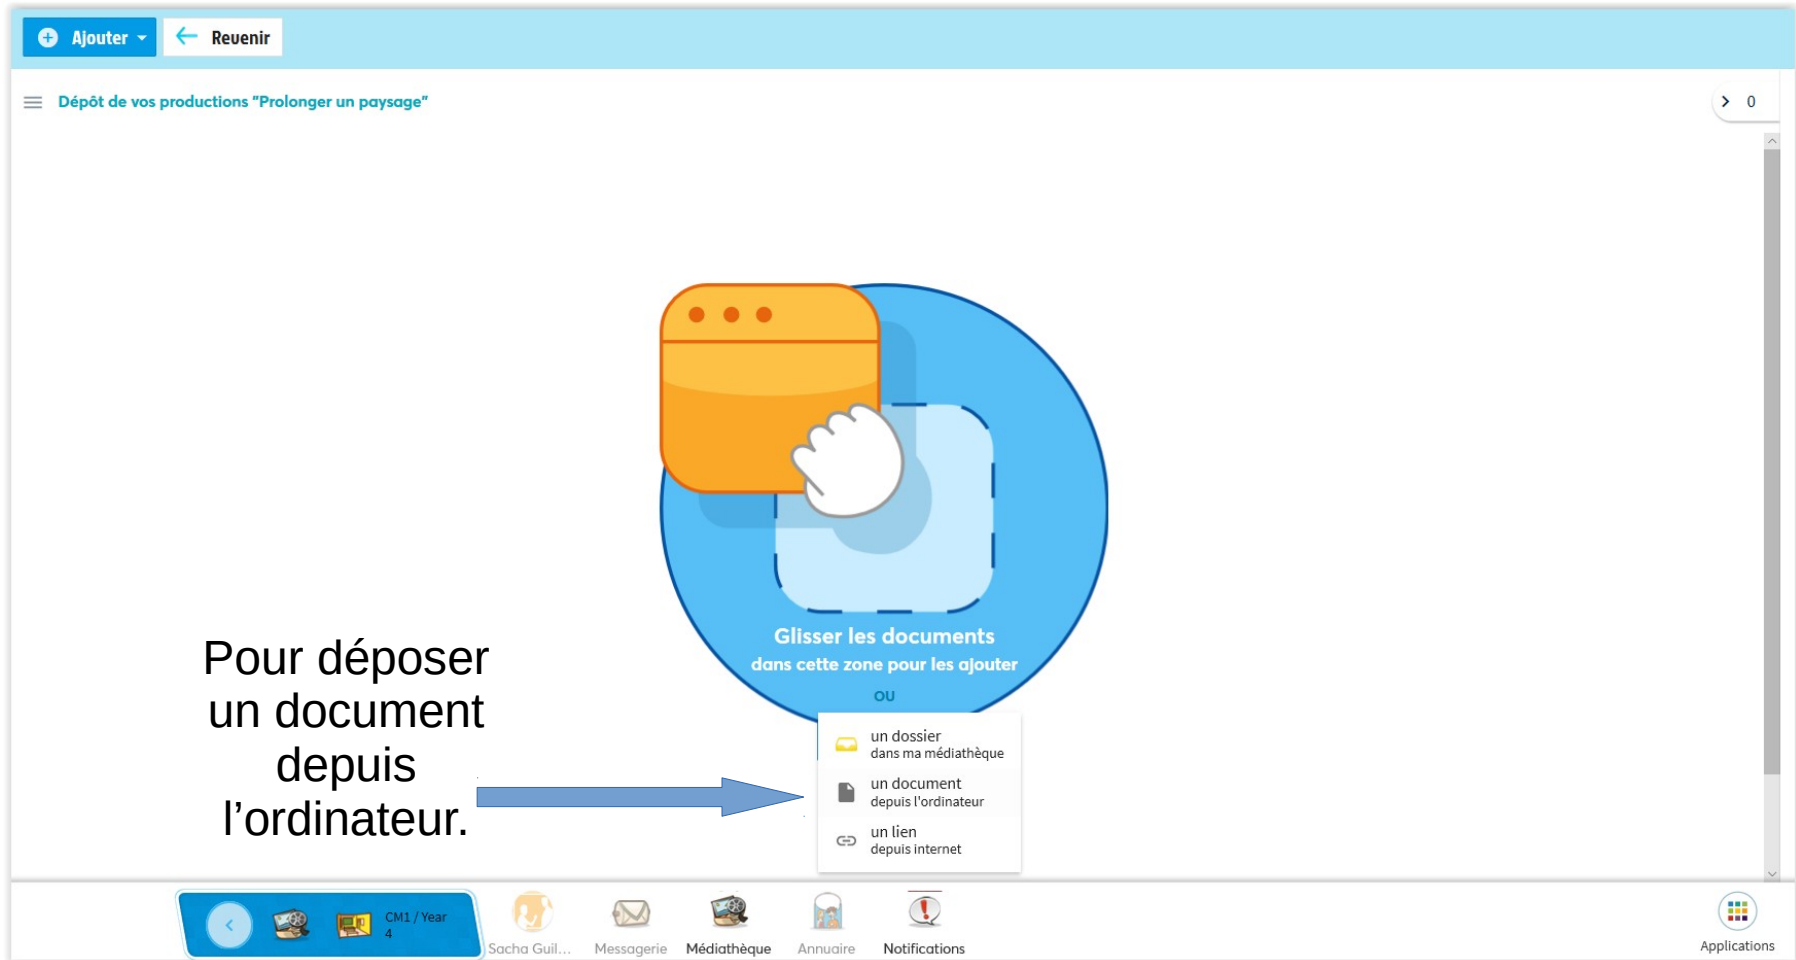 Ajouter
Revenir
Dépôt de vos productions "Prolonger un paysage"
0
Glisser les documents
dans cette zone pour les ajouter
OU
un dossier
dans ma médiathèque
un document
depuis l'ordinateur
un lien
depuis internet
Pour déposer
un document
depuis
l’ordinateur.
CM1 / Year
4
Sacha Guil...
Messagerie
Médiathèque
Annuaire
Notifications
Applications